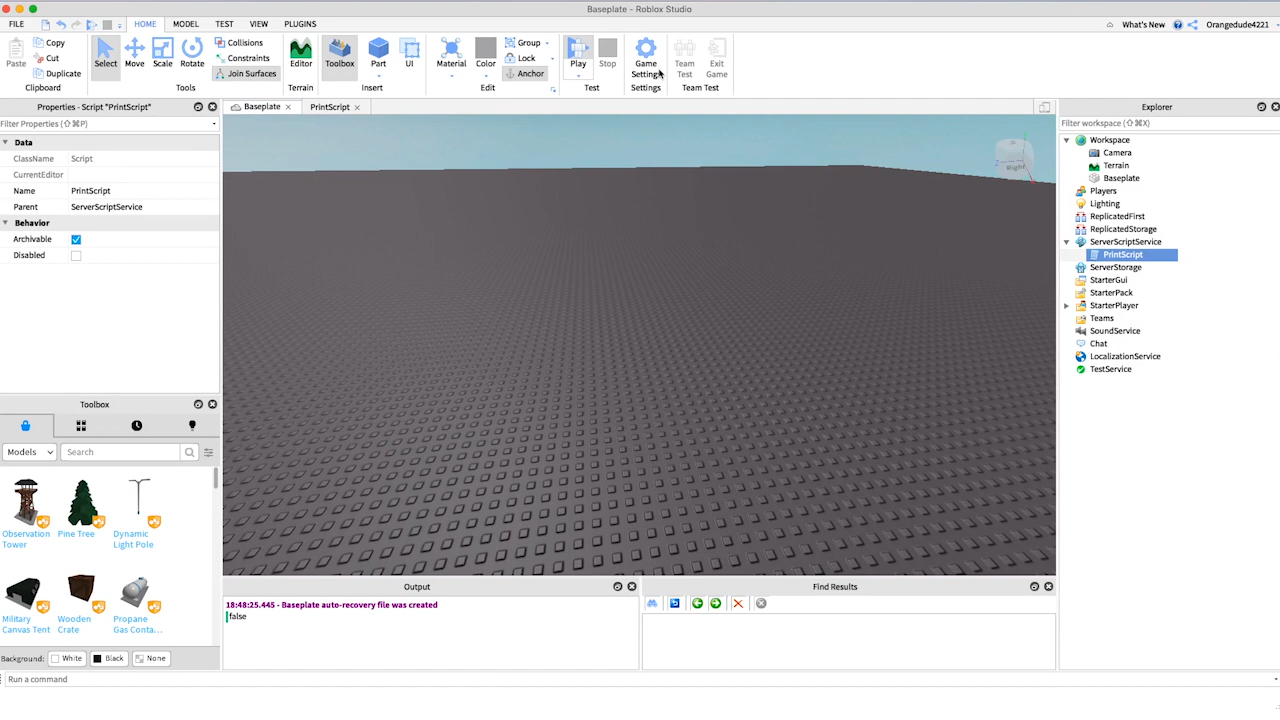 Baseplate - Roblox Studio
FILE HOME MODEL TEST VIEW PLUGINS What's New Orangedude4221
Paste Copy Cut Duplicate Select Move Scale Rotate Collisions Constraints Join Surfaces Editor Toolbox Part UI Material Color Group Lock Anchor Play Stop Game Settings Team Test Exit Game
Clipboard Tools Terrain Insert Edit Test Settings Team Test
Properties - Script "PrintScript"
Filter Properties (⇧⌘P)
Data
ClassName Script
CurrentEditor
Name PrintScript
Parent ServerScriptService
Behavior
Archivable
Disabled
Toolbox
Models Search
Observation Tower
Pine Tree
Dynamic Light Pole
Military Canvas Tent
Wooden Crate
Propane Gas Conta...
Background: White Black None
Baseplate PrintScript
Right
Output
18:48:25.445 - Baseplate auto-recovery file was created
false
Find Results
Explorer
Filter workspace (⇧⌘X)
Workspace
Camera
Terrain
Baseplate
Players
Lighting
ReplicatedFirst
ReplicatedStorage
ServerScriptService
PrintScript
ServerStorage
StarterGui
StarterPack
StarterPlayer
Teams
SoundService
Chat
LocalizationService
TestService
Run a command